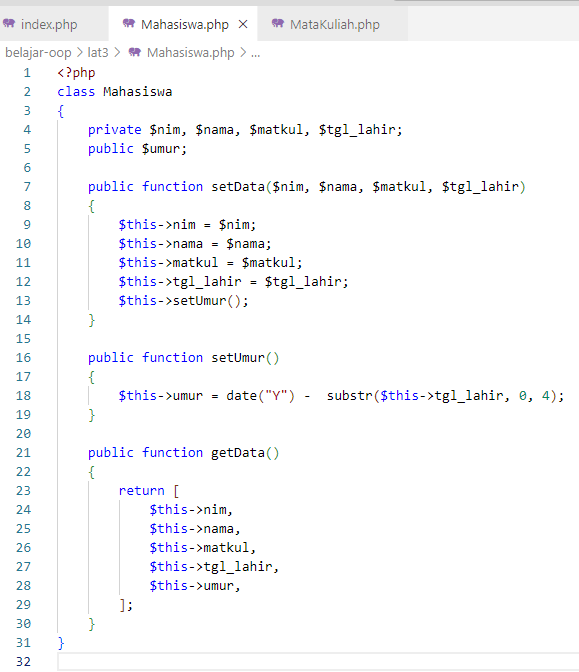 index.php Mahasiswa.php × MataKuliah.php
belajar-oop > lat3 > Mahasiswa.php > ...
1 <?php
2 class Mahasiswa
3 {
4 private $nim, $nama, $matkul, $tgl_lahir;
5 public $umur;
6
7 public function setData($nim, $nama, $matkul, $tgl_lahir)
8 {
9 $this->nim = $nim;
10 $this->nama = $nama;
11 $this->matkul = $matkul;
12 $this->tgl_lahir = $tgl_lahir;
13 $this->setUmur();
14 }
15
16 public function setUmur()
17 {
18 $this->umur = date("Y") -  substr($this->tgl_lahir, 0, 4);
19 }
20
21 public function getData()
22 {
23 return [
24 $this->nim,
25 $this->nama,
26 $this->matkul,
27 $this->tgl_lahir,
28 $this->umur,
29 ];
30 }
31 }
32